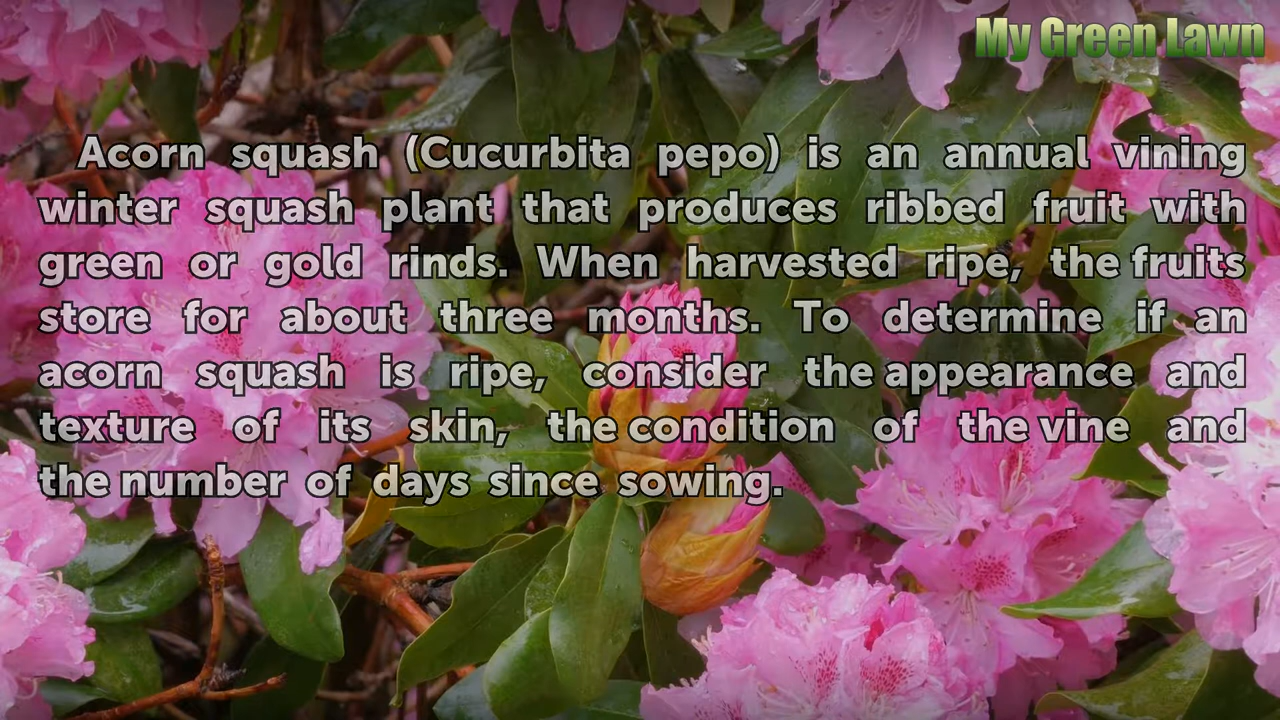 My Green Lawn
Acorn squash (Cucurbita pepo) is an annual vining
winter squash plant that produces ribbed fruit with
green or gold rinds. When harvested ripe, the fruits
store for about three months. To determine if an
acorn squash is ripe, consider the appearance and
texture of its skin, the condition of the vine and
the number of days since sowing.